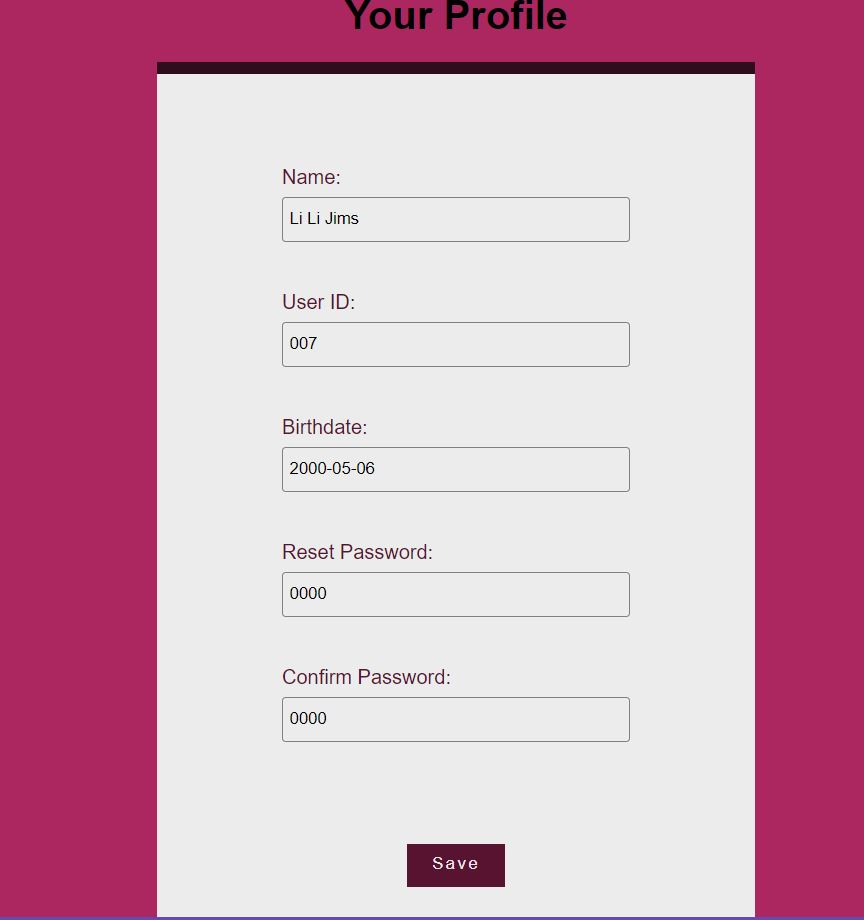 Your Profile
Name:
Li Li Jims
User ID:
007
Birthdate:
2000-05-06
Reset Password:
0000
Confirm Password:
0000
Save